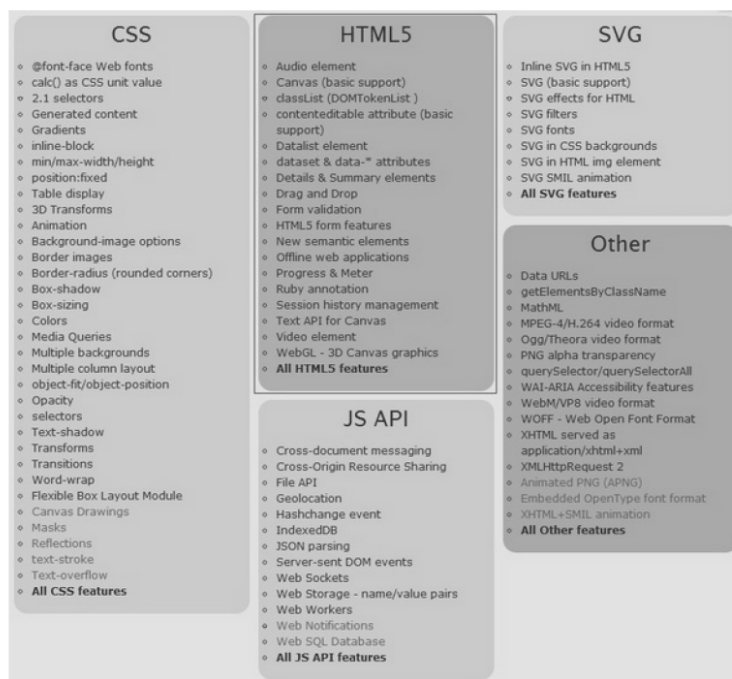 CSS
@font-face Web fonts
calc() as CSS unit value
2.1 selectors
Generated content
Gradients
inline-block
min/max-width/height
position:fixed
Table display
3D Transforms
Animation
Background-image options
Border images
Border-radius (rounded corners)
Box-shadow
Box-sizing
Colors
Media Queries
Multiple backgrounds
Multiple column layout
object-fit/object-position
Opacity
selectors
Text-shadow
Transforms
Transitions
Word-wrap
Flexible Box Layout Module
Canvas Drawings
Masks
Reflections
text-stroke
Text-overflow
All CSS features
HTML5
Audio element
Canvas (basic support)
classList (DOMTokenList )
contenteditable attribute (basic
support)
Datalist element
dataset & data-* attributes
Details & Summary elements
Drag and Drop
Form validation
HTML5 form features
New semantic elements
Offline web applications
Progress & Meter
Ruby annotation
Session history management
Text API for Canvas
Video element
WebGL - 3D Canvas graphics
All HTML5 features
JS API
Cross-document messaging
Cross-Origin Resource Sharing
File API
Geolocation
Hashchange event
IndexedDB
JSON parsing
Server-sent DOM events
Web Sockets
Web Storage - name/value pairs
Web Workers
Web Notifications
Web SQL Database
All JS API features
SVG
Inline SVG in HTML5
SVG (basic support)
SVG effects for HTML
SVG filters
SVG fonts
SVG in CSS backgrounds
SVG in HTML img element
SVG SMIL animation
All SVG features
Other
Data URLs
getElementsByClassName
MathML
MPEG-4/H.264 video format
Ogg/Theora video format
PNG alpha transparency
querySelector/querySelectorAll
WAI-ARIA Accessibility features
WebM/VP8 video format
WOFF - Web Open Font Format
XHTML served as
application/xhtml+xml
XMLHttpRequest 2
Animated PNG (APNG)
Embedded OpenType font format
XHTML+SMIL animation
All Other features